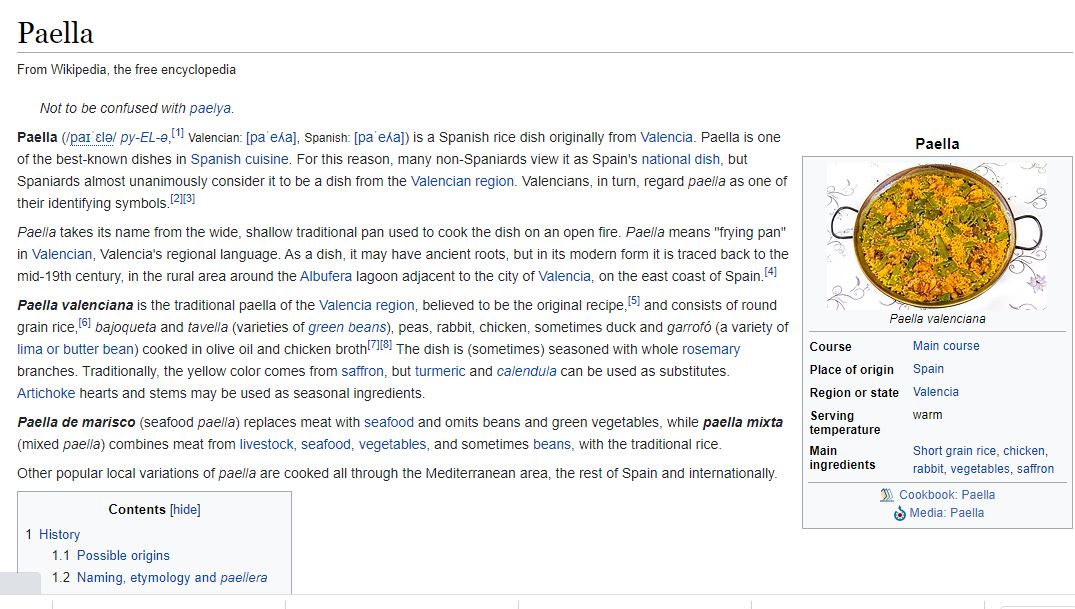 Paella
From Wikipedia, the free encyclopedia
Not to be confused with paelya.
Paella (/paɪˈɛlə/ py-EL-ə,[1] Valencian: [paˈeʎa], Spanish: [paˈeʎa]) is a Spanish rice dish originally from Valencia. Paella is one
of the best-known dishes in Spanish cuisine. For this reason, many non-Spaniards view it as Spain's national dish, but
Spaniards almost unanimously consider it to be a dish from the Valencian region. Valencians, in turn, regard paella as one of
their identifying symbols.[2][3]
Paella takes its name from the wide, shallow traditional pan used to cook the dish on an open fire. Paella means "frying pan"
in Valencian, Valencia's regional language. As a dish, it may have ancient roots, but in its modern form it is traced back to the
mid-19th century, in the rural area around the Albufera lagoon adjacent to the city of Valencia, on the east coast of Spain.[4]
Paella valenciana is the traditional paella of the Valencia region, believed to be the original recipe,[5] and consists of round
grain rice,[6] bajoqueta and tavella (varieties of green beans), peas, rabbit, chicken, sometimes duck and garrofó (a variety of
lima or butter bean) cooked in olive oil and chicken broth[7][8] The dish is (sometimes) seasoned with whole rosemary
branches. Traditionally, the yellow color comes from saffron, but turmeric and calendula can be used as substitutes.
Artichoke hearts and stems may be used as seasonal ingredients.
Paella de marisco (seafood paella) replaces meat with seafood and omits beans and green vegetables, while paella mixta
(mixed paella) combines meat from livestock, seafood, vegetables, and sometimes beans, with the traditional rice.
Other popular local variations of paella are cooked all through the Mediterranean area, the rest of Spain and internationally.
Contents [hide]
1 History
1.1 Possible origins
1.2 Naming, etymology and paellera
Paella
Paella valenciana
Course Main course
Place of origin Spain
Region or state Valencia
Serving warm
temperature
Main Short grain rice, chicken,
ingredients rabbit, vegetables, saffron
Cookbook: Paella
Media: Paella